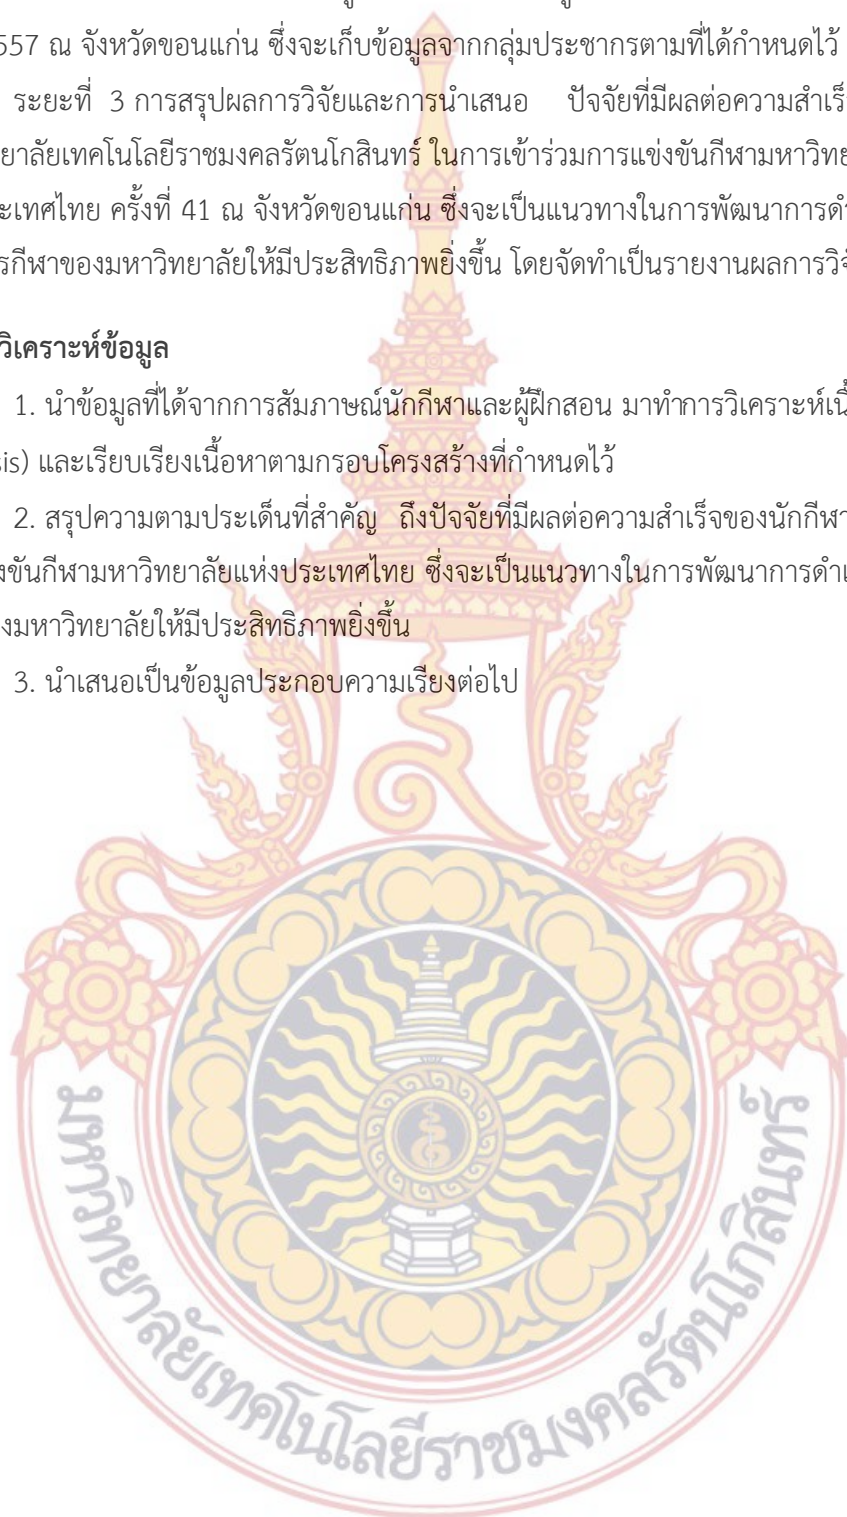 557 ณ จังหวัดขอนแก่น ซึ่งจะเก็บข้อมูลจากกลุ่มประชากรตามที่ได้กำหนดไว้
ระยะที่ 3 การสรุปผลการวิจัยและการนำเสนอ ปัจจัยที่มีผลต่อความสำเร็จ
ยาลัยเทคโนโลยีราชมงคลรัตนโกสินทร์ ในการเข้าร่วมการแข่งขันกีฬามหาวิทย
ะเทศไทย ครั้งที่ 41 ณ จังหวัดขอนแก่น ซึ่งจะเป็นแนวทางในการพัฒนาการดำ
รกีฬาของมหาวิทยาลัยให้มีประสิทธิภาพยิ่งขึ้น โดยจัดทำเป็นรายงานผลการวิจั
วิเคราะห์ข้อมูล
1. นำข้อมูลที่ได้จากการสัมภาษณ์นักกีฬาและผู้ฝึกสอน มาทำการวิเคราะห์เนื้
sis) และเรียบเรียงเนื้อหาตามกรอบโครงสร้างที่กำหนดไว้
2. สรุปความตามประเด็นที่สำคัญ ถึงปัจจัยที่มีผลต่อความสำเร็จของนักกีฬา
งขันกีฬามหาวิทยาลัยแห่งประเทศไทย ซึ่งจะเป็นแนวทางในการพัฒนาการดำเ
งมหาวิทยาลัยให้มีประสิทธิภาพยิ่งขึ้น
3. นำเสนอเป็นข้อมูลประกอบความเรียงต่อไป
มหาวิทยาลัยเทคโนโลยีราชมงคลรัตนโกสินทร์